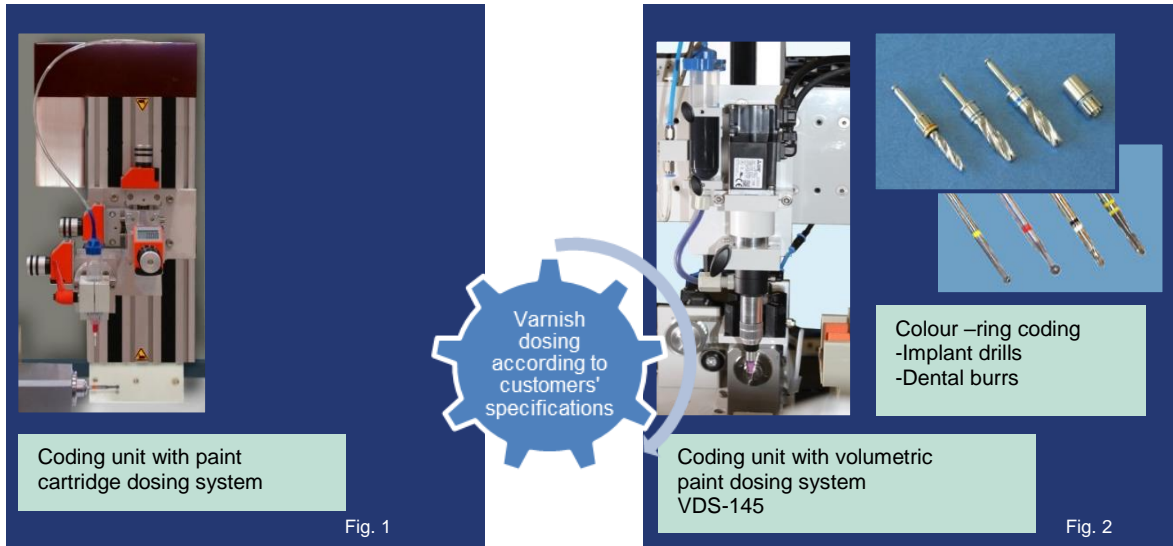 Coding unit with paint
cartridge dosing system
Fig. 1
Varnish
dosing
according to
customers'
specifications
Colour –ring coding
-Implant drills
-Dental burrs
Coding unit with volumetric
paint dosing system
VDS-145
Fig. 2